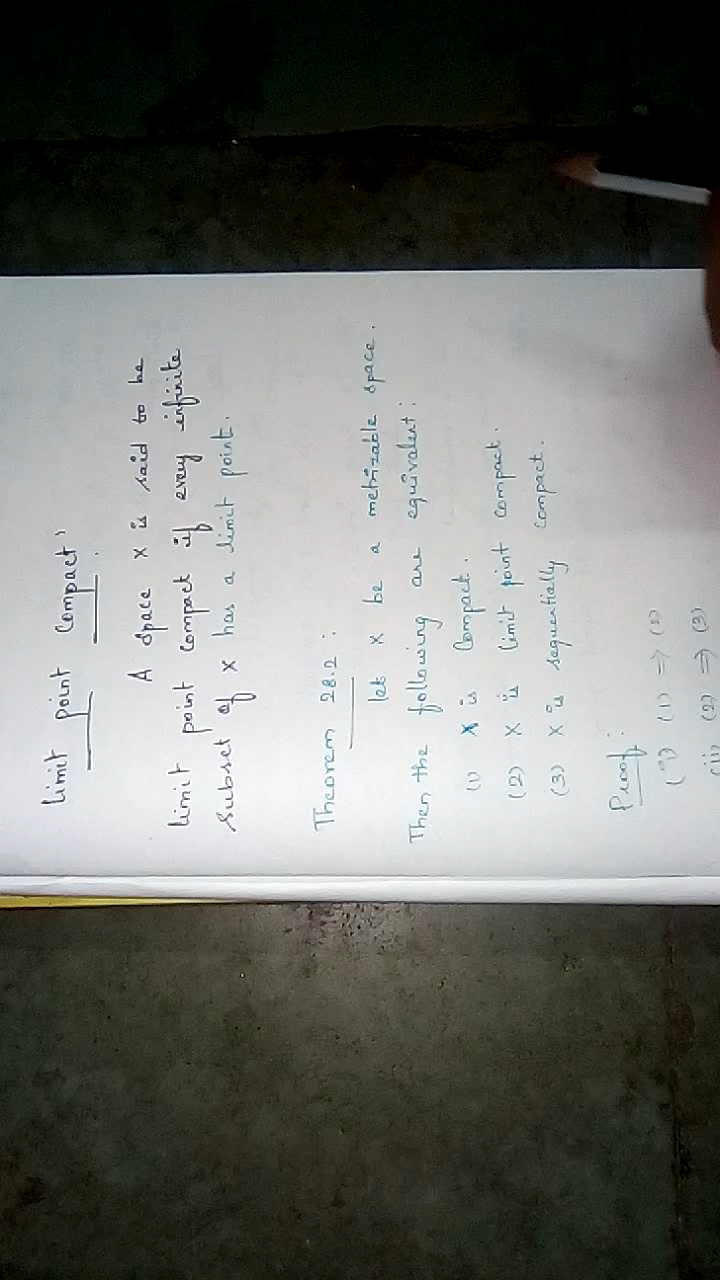 limit point compact'
A space X is said to be
limit point compact if every infinite
subset of X has a limit point.
Theorem 28.2 :
let X be a metrizable space.
Then the following are equivalent:
(1) X is compact.
(2) X is limit point compact.
(3) X is sequentially compact.
Proof:
(i) (1) ⇒ (2)
(ii) (2) ⇒ (3)